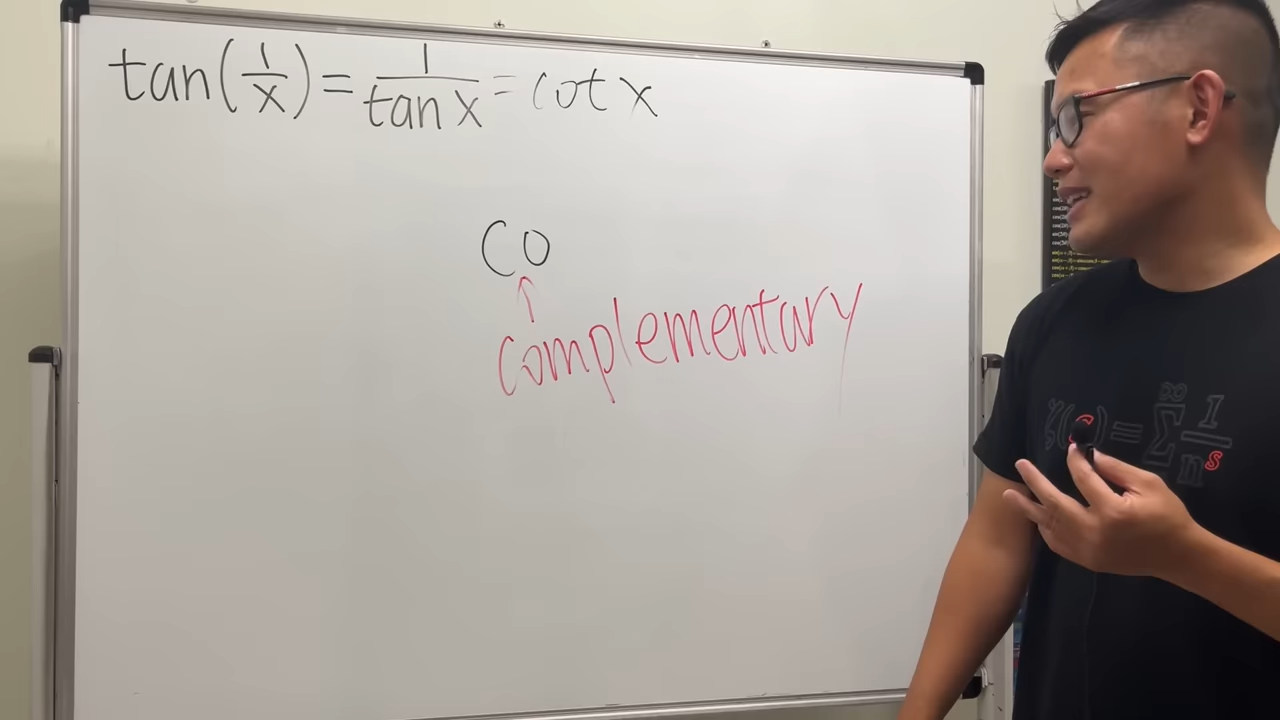 tan(1/x) = 1/tan x = cot x
Co
↑
complementary
ζ(s) = ∞ Σ 1/n^s